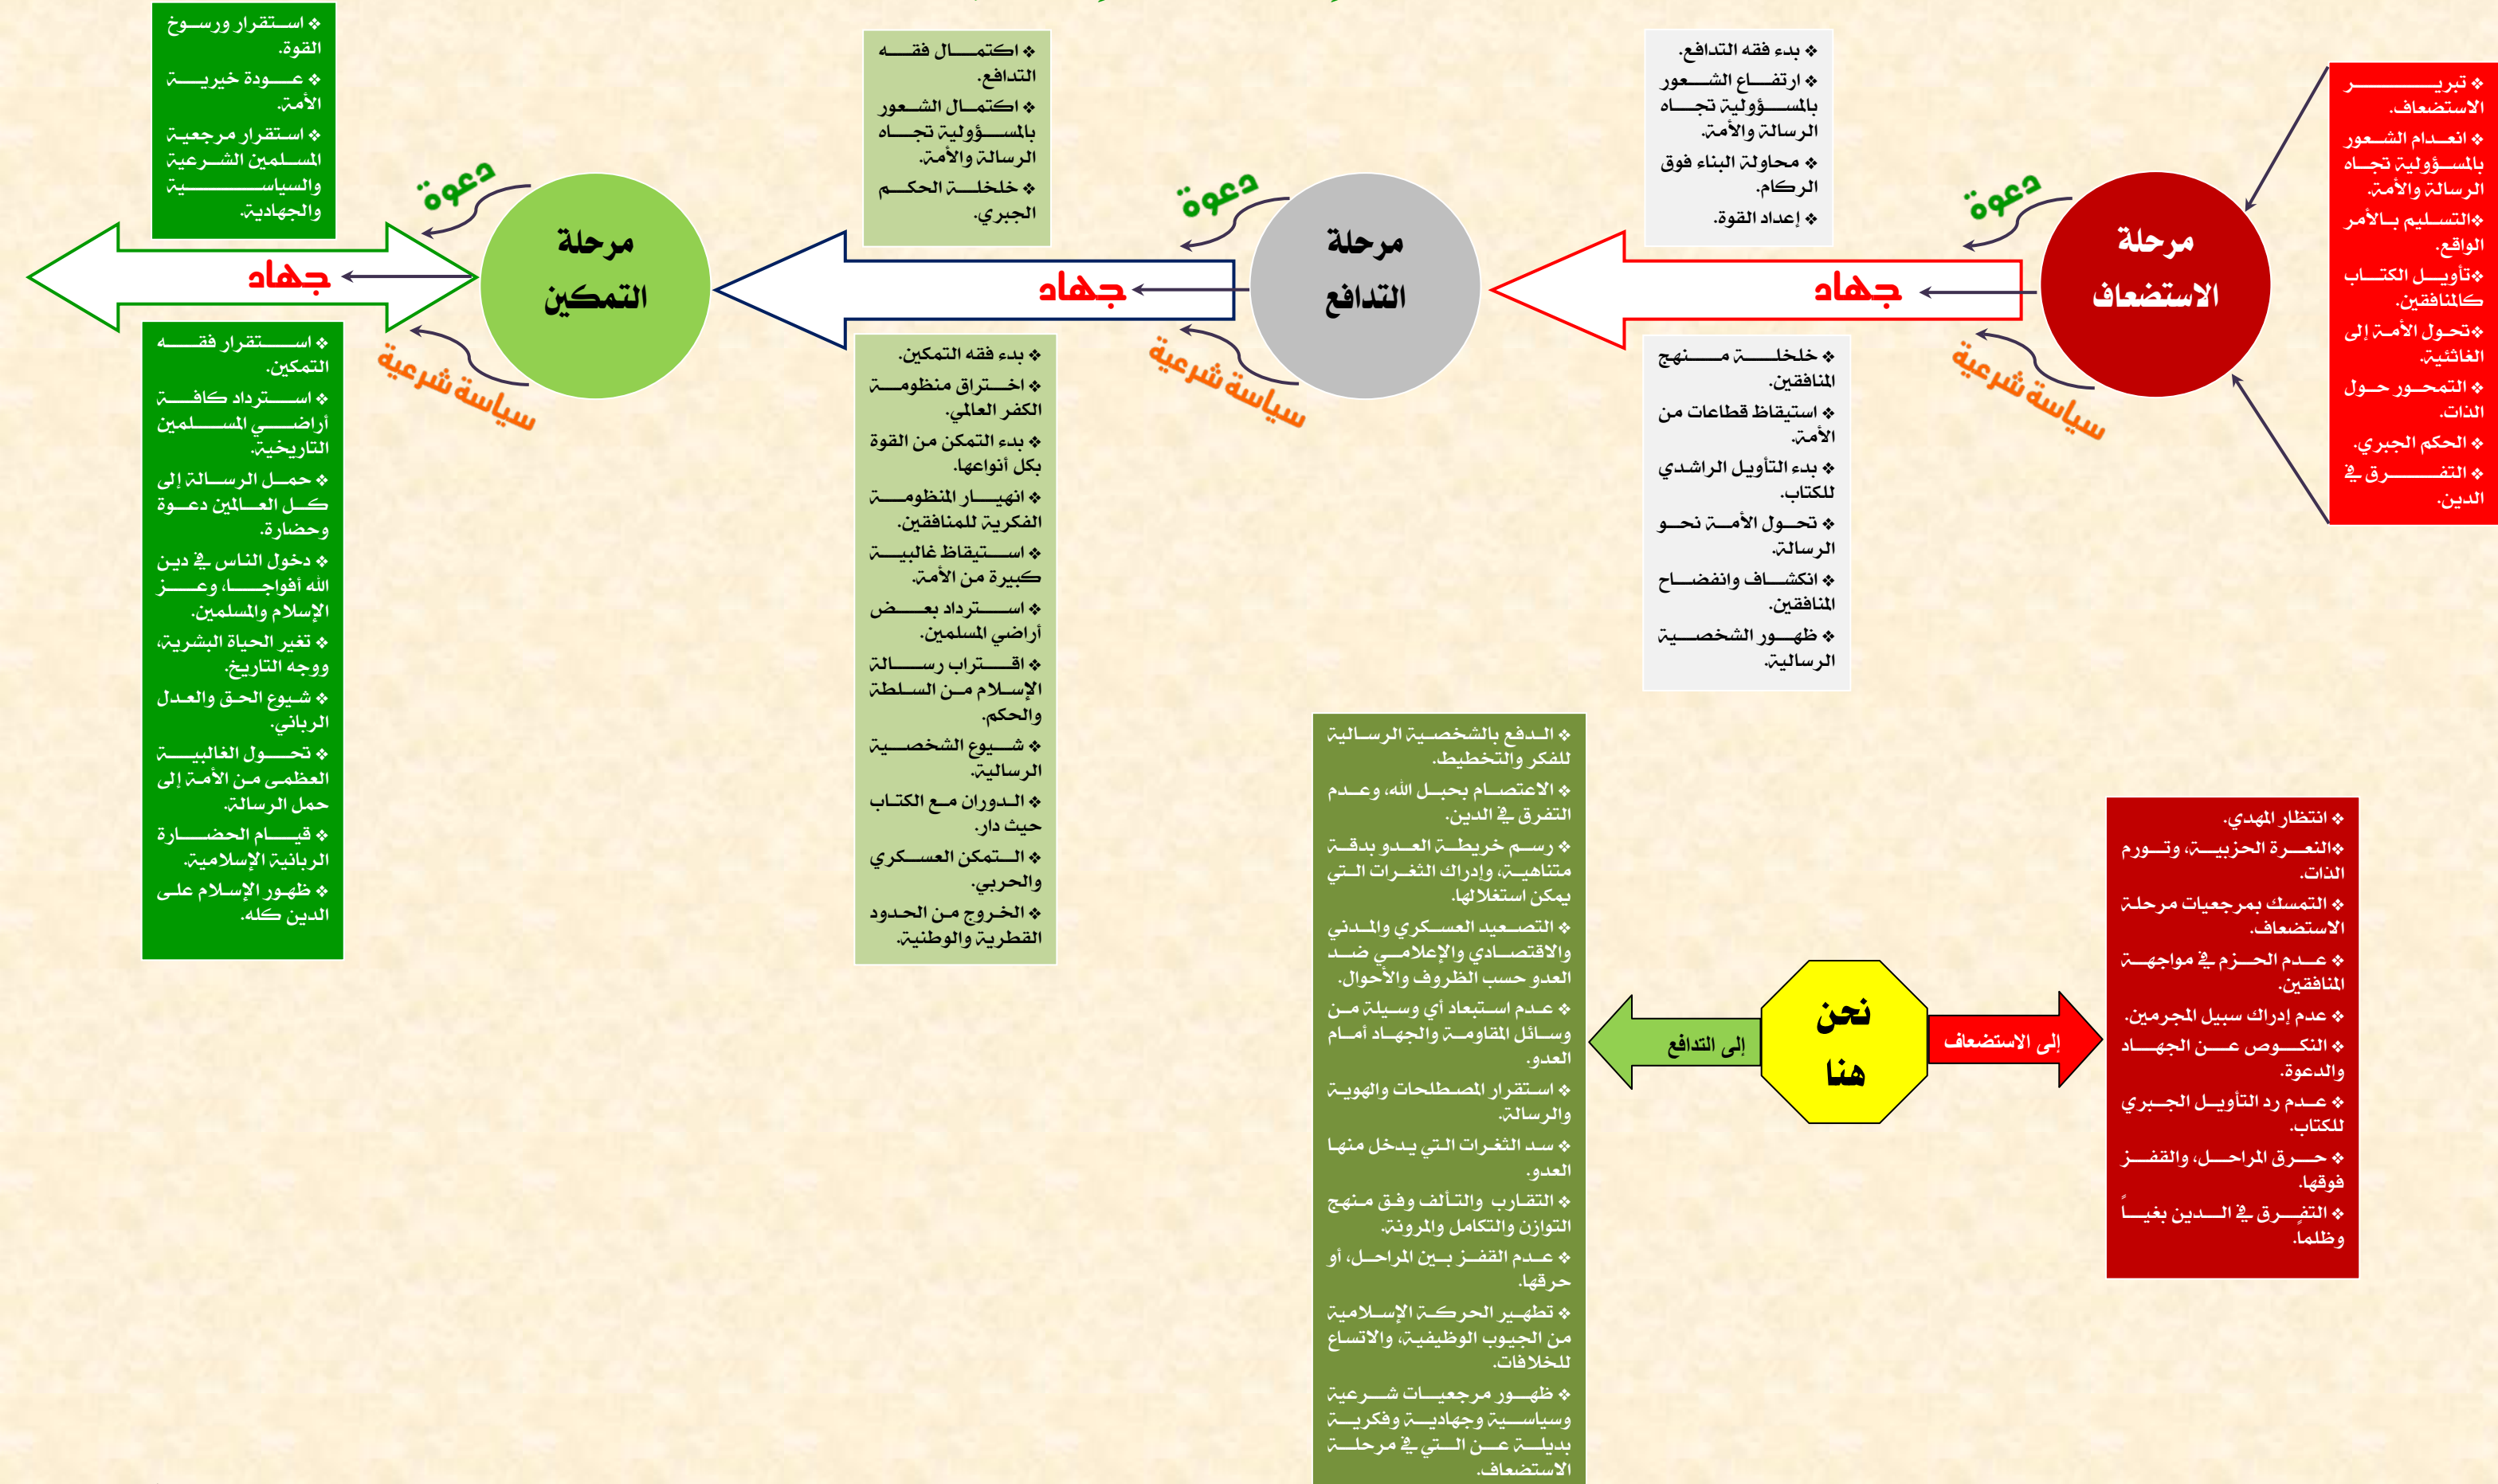 ❖ تبرير
الاستضعاف.
❖ انعدام الشعور
بالمسؤولية تجاه
الرسالة والأمة.
❖التسليم بالأمر
الواقع.
❖تأويل الكتاب
كالمنافقين.
❖تحول الأمة إلى
الغاثئية.
❖ التمحور حول
الذات.
❖ الحكم الجبري.
❖ التفرق في
الدين.
مرحلة
الاستضعاف
دعوة
جهاد
سياسة شرعية
❖ بدء فقه التدافع.
❖ ارتفاع الشعور
بالمسؤولية تجاه
الرسالة والأمة.
❖ محاولة البناء فوق
الركام.
❖ إعداد القوة.
❖ خلخلة منهج
المنافقين.
❖ استيقاظ قطاعات من
الأمة.
❖ بدء التأويل الراشدي
للكتاب.
❖ تحول الأمة نحو
الرسالة.
❖ انكشاف وانفضاح
المنافقين.
❖ ظهور الشخصية
الرسالية.
مرحلة
التدافع
دعوة
جهاد
سياسة شرعية
❖ اكتمال فقه
التدافع.
❖ اكتمال الشعور
بالمسؤولية تجاه
الرسالة والأمة.
❖ خلخلة الحكم
الجبري.
❖ بدء فقه التمكين.
❖ اختراق منظومة
الكفر العالمي.
❖ بدء التمكن من القوة
بكل أنواعها.
❖ انهيار المنظومة
الفكرية للمنافقين.
❖ استيقاظ غالبية
كبيرة من الأمة.
❖ استرداد بعض
أراضي المسلمين.
❖ اقتراب رسالة
الإسلام من السلطة
والحكم.
❖ شيوع الشخصية
الرسالية.
❖ الدوران مع الكتاب
حيث دار.
❖ التمكن العسكري
والحربي.
❖ الخروج من الحدود
القطرية والوطنية.
مرحلة
التمكين
دعوة
جهاد
سياسة شرعية
❖ استقرار ورسوخ
القوة.
❖ عودة خيرية
الأمة.
❖ استقرار مرجعية
المسلمين الشرعية
والسياسية
والجهادية.
❖ استقرار فقه
التمكين.
❖ استرداد كافة
أراضي المسلمين
التاريخية.
❖ حمل الرسالة إلى
كل العالمين دعوة
وحضارة.
❖ دخول الناس في دين
الله أفواجا، وعز
الإسلام والمسلمين.
❖ تغير الحياة البشرية،
ووجه التاريخ.
❖ شيوع الحق والعدل
الرباني.
❖ تحول الغالبية
العظمى من الأمة إلى
حمل الرسالة.
❖ قيام الحضارة
الربانية الإسلامية.
❖ ظهور الإسلام على
الدين كله.
❖ انتظار المهدي.
❖النعرة الحزبية، وتورم
الذات.
❖ التمسك بمرجعيات مرحلة
الاستضعاف.
❖ عدم الحزم في مواجهة
المنافقين.
❖ عدم إدراك سبيل المجرمين.
❖ النكوص عن الجهاد
والدعوة.
❖ عدم رد التأويل الجبري
للكتاب.
❖ حرق المراحل، والقفز
فوقها.
❖ التفرق في الدين بغياً
وظلماً.
إلى الاستضعاف
نحن
هنا
إلى التدافع
❖ الدفع بالشخصية الرسالية
للفكر والتخطيط.
❖ الاعتصام بحبل الله، وعدم
التفرق في الدين.
❖ رسم خريطة العدو بدقة
متناهية، وإدراك الثغرات التي
يمكن استغلالها.
❖ التصعيد العسكري والمدني
والاقتصادي والإعلامي ضد
العدو حسب الظروف والأحوال.
❖ عدم استبعاد أي وسيلة من
وسائل المقاومة والجهاد أمام
العدو.
❖ استقرار المصطلحات والهوية
والرسالة.
❖ سد الثغرات التي يدخل منها
العدو.
❖ التقارب والتألف وفق منهج
التوازن والتكامل والمرونة.
❖ عدم القفز بين المراحل، أو
حرقها.
❖ تطهير الحركة الإسلامية
من الجيوب الوظيفية، والاتساع
للخلافات.
❖ ظهور مرجعيات شرعية
وسياسية وجهادية وفكرية
بديلة عن التي في مرحلة
الاستضعاف.